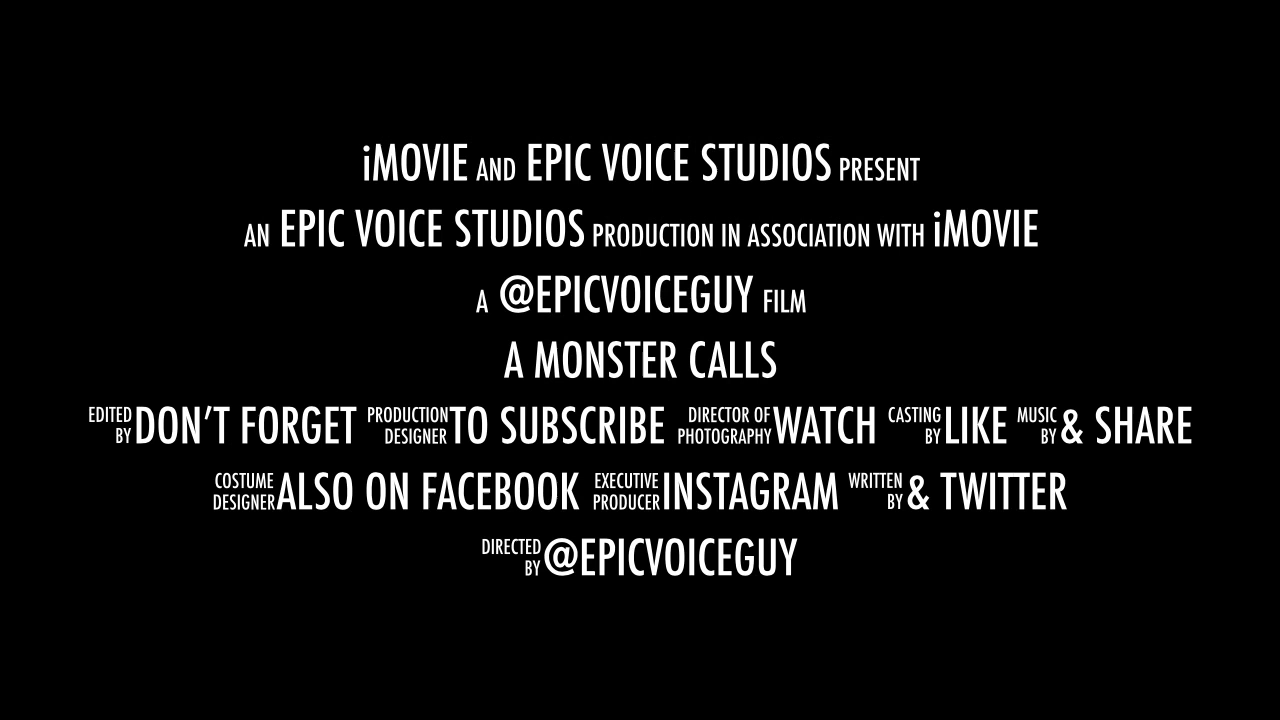 iMOVIE AND EPIC VOICE STUDIOS PRESENT
AN EPIC VOICE STUDIOS PRODUCTION IN ASSOCIATION WITH iMOVIE
A @EPICVOICEGUY FILM
A MONSTER CALLS
EDITED BY DON'T FORGET PRODUCTION DESIGNER TO SUBSCRIBE DIRECTOR OF PHOTOGRAPHY WATCH CASTING BY LIKE MUSIC BY & SHARE
COSTUME DESIGNER ALSO ON FACEBOOK EXECUTIVE PRODUCER INSTAGRAM WRITTEN BY & TWITTER
DIRECTED BY @EPICVOICEGUY